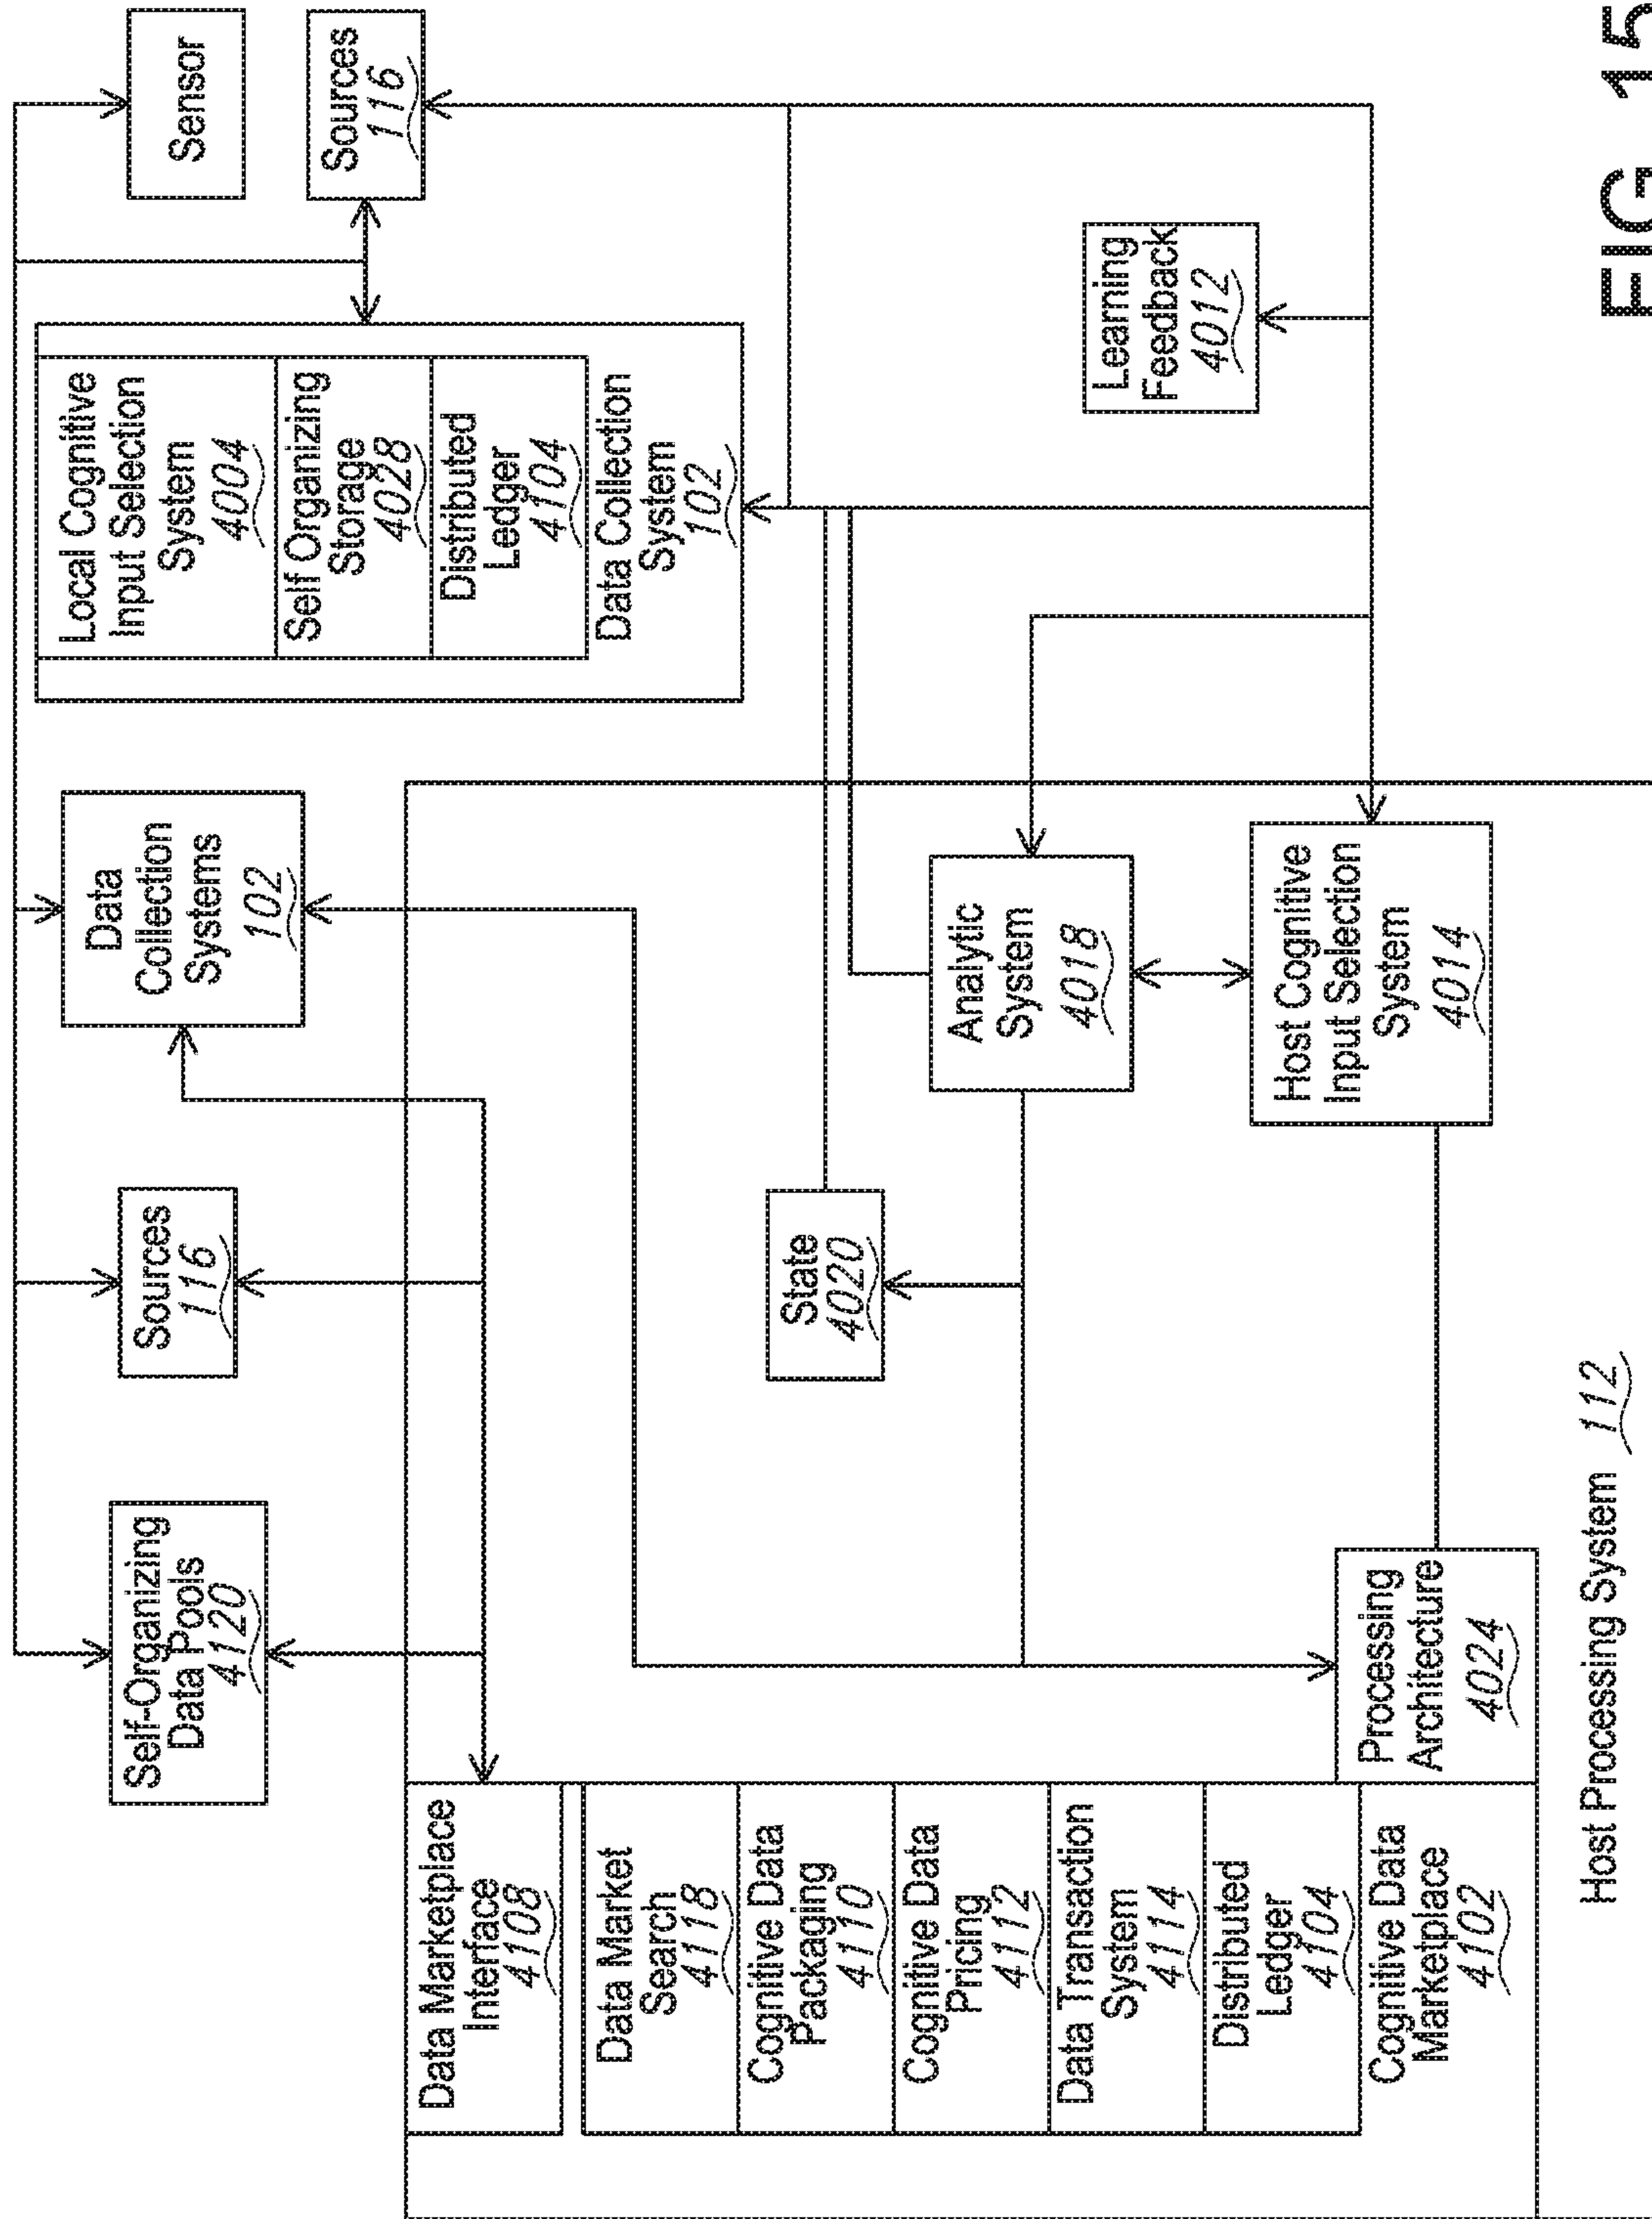 Self-Organizing
Data Pools
4120
Sources
116
Data
Collection
Systems
102
Local Cognitive
Input Selection
System
4004
Self Organizing
Storage
4028
Distributed
Ledger
4104
Data Collection
System
102
Sensor
Sources
116
Data Marketplace
Interface
4108
Data Market
Search
4118
Cognitive Data
Packaging
4110
Cognitive Data
Pricing
4112
Data Transaction
System
4114
Distributed
Ledger
4104
Cognitive Data
Marketplace
4102
State
4020
Analytic
System
4018
Learning
Feedback
4012
Host Cognitive
Input Selection
System
4014
Processing
Architecture
4024
Host Processing System 112
FIG. 15